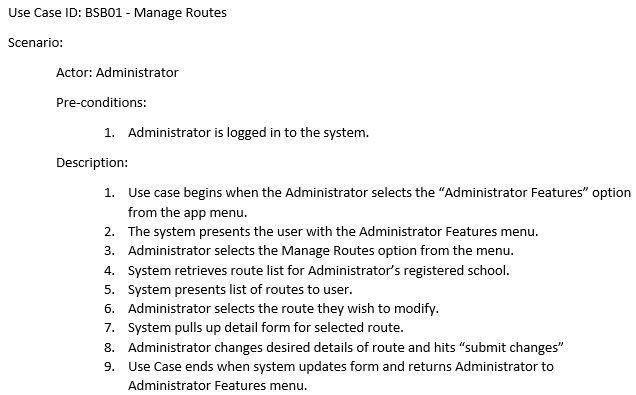 Use Case ID: BSB01 - Manage Routes
Scenario:
Actor: Administrator
Pre-conditions:
1. Administrator is logged in to the system.
Description:
1. Use case begins when the Administrator selects the “Administrator Features” option
from the app menu.
2. The system presents the user with the Administrator Features menu.
3. Administrator selects the Manage Routes option from the menu.
4. System retrieves route list for Administrator’s registered school.
5. System presents list of routes to user.
6. Administrator selects the route they wish to modify.
7. System pulls up detail form for selected route.
8. Administrator changes desired details of route and hits “submit changes”
9. Use Case ends when system updates form and returns Administrator to
Administrator Features menu.